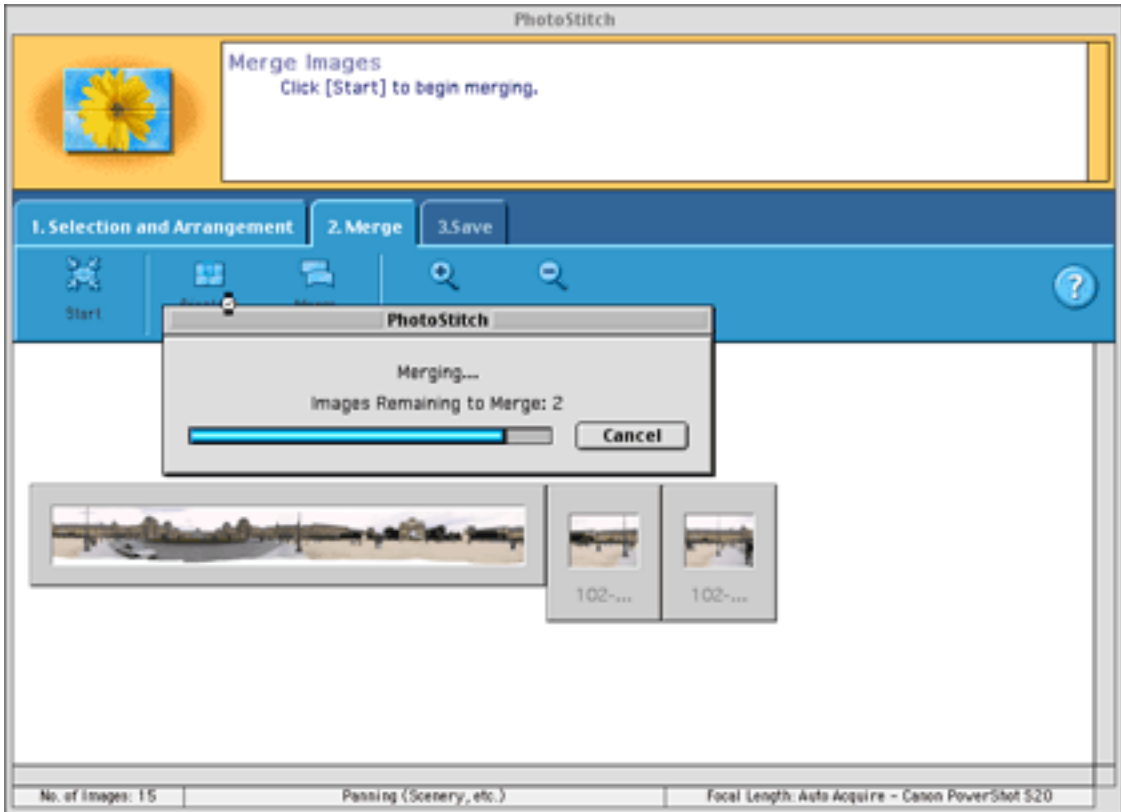 PhotoStitch
Merge Images
Click [Start] to begin merging.
1. Selection and Arrangement
2. Merge
3.Save
Start
?
PhotoStitch
Merging...
Images Remaining to Merge: 2
Cancel
102-...
102-...
No. of Images: 15
Panning (Scenery, etc.)
Focal Length: Auto Acquire - Canon PowerShot S20